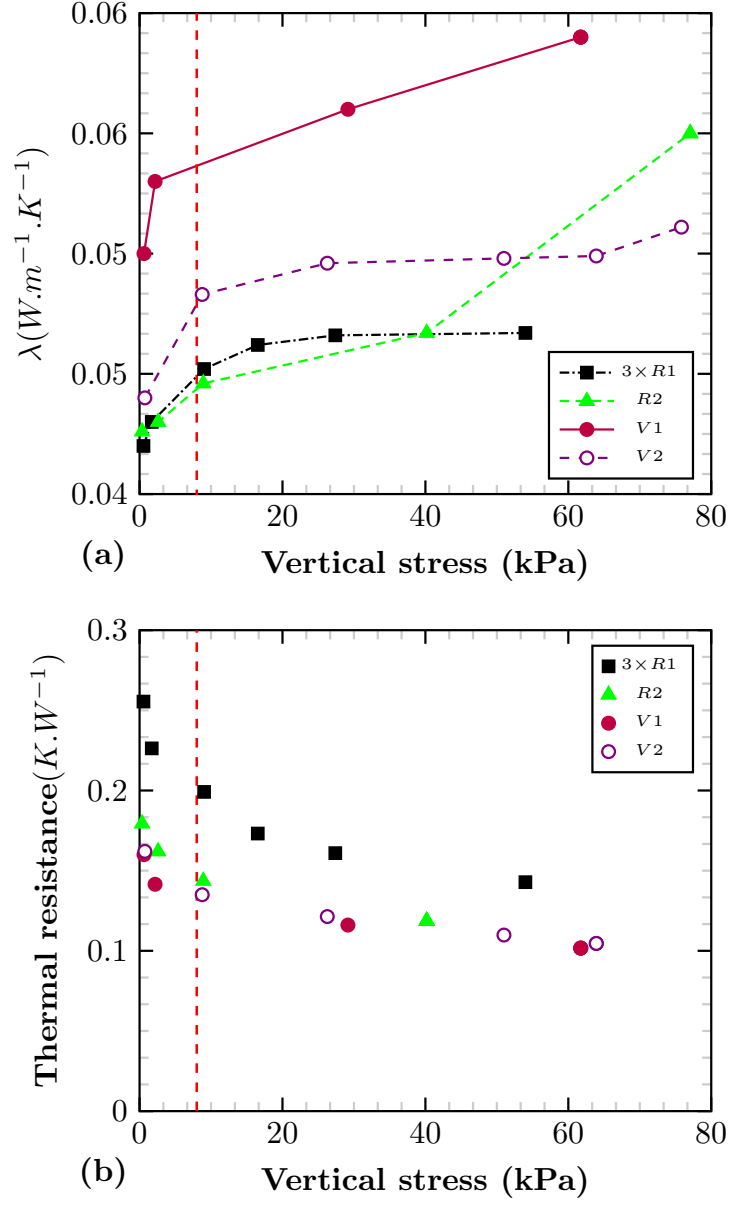 0.06
0.06
0.05
0.05
0.04
λ(W.m⁻¹.K⁻¹)
3×R1
R2
V1
V2
0 20 40 60 80
(a) Vertical stress (kPa)
0.3
0.2
0.1
0
Thermal resistance(K.W⁻¹)
3×R1
R2
V1
V2
0 20 40 60 80
(b) Vertical stress (kPa)